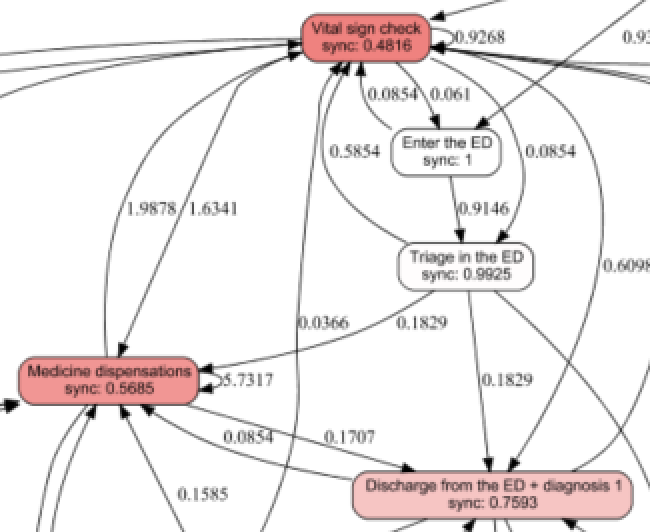 Vital sign check
sync: 0.4816
0.9268
0.0854
0.061
Enter the ED
sync: 1
0.5854
0.0854
1.9878
1.6341
0.9146
Triage in the ED
sync: 0.9925
0.6098
0.0366
0.1829
Medicine dispensations
sync: 0.5685
5.7317
0.1829
0.0854
0.1707
Discharge from the ED + diagnosis 1
sync: 0.7593
0.1585